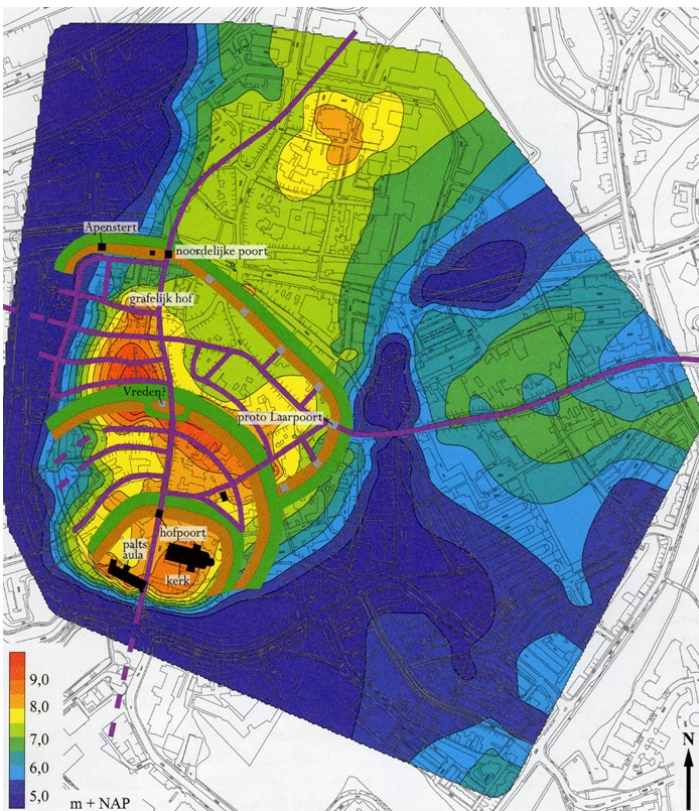 Apenstert
noordelijke poort
grafelijk hof
Vreden?
proto Laarpoort
hofpoort
palts
aula
kerk
9,0
8,0
7,0
6,0
5,0
m + NAP
N